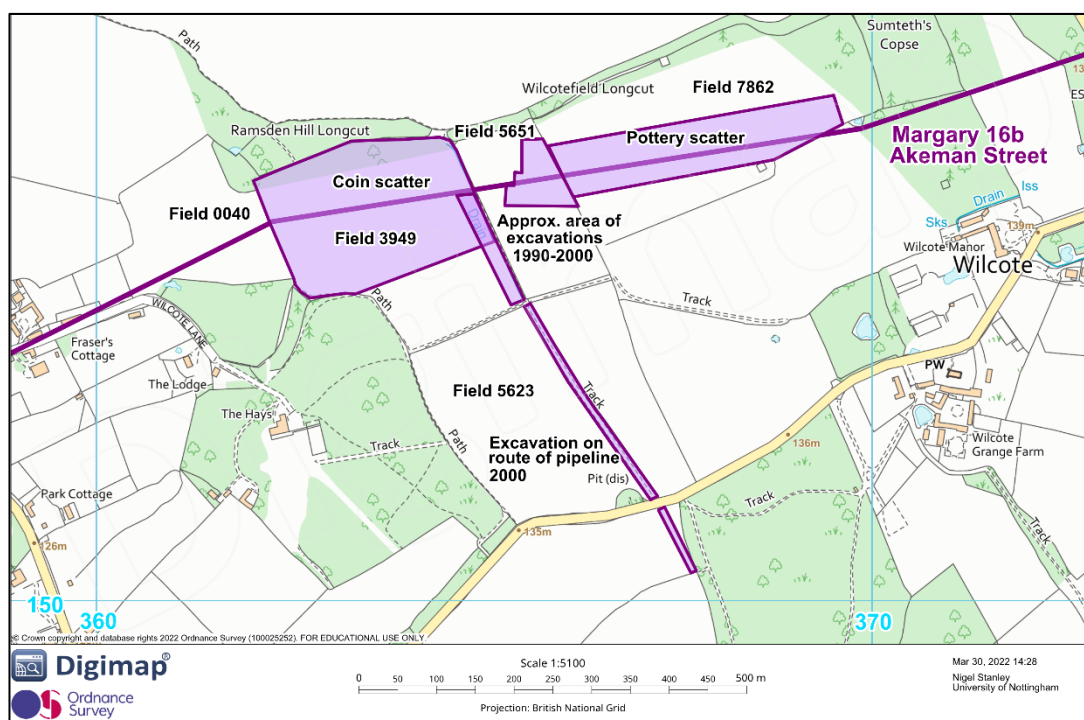 Path
Sumteth's
Copse
Wilcotefield Longcut
Field 7862
Ramsden Hill Longcut
Field 5651
Pottery scatter
Margary 16b
Akeman Street
Coin scatter
Field 0040
Field 3949
Drain
Approx. area of
excavations
1990-2000
Drain
Iss
Sks
139m
Wilcote Manor
Wilcote
Track
Path
WILCOTE LANE
Fraser's
Cottage
The Lodge
The Hays
Track
Field 5623
Track
Path
PW
Excavation on
route of pipeline
2000
Pit (dis)
136m
Wilcote
Grange Farm
Track
Track
Park Cottage
126m
135m
150
360
370
© Crown copyright and database rights 2022 Ordnance Survey (100025252). FOR EDUCATIONAL USE ONLY
Digimap®
Ordnance
Survey
Scale 1:5100
0 50 100 150 200 250 300 350 400 450 500 m
Projection: British National Grid
Mar 30, 2022 14:28
Nigel Stanley
University of Nottingham